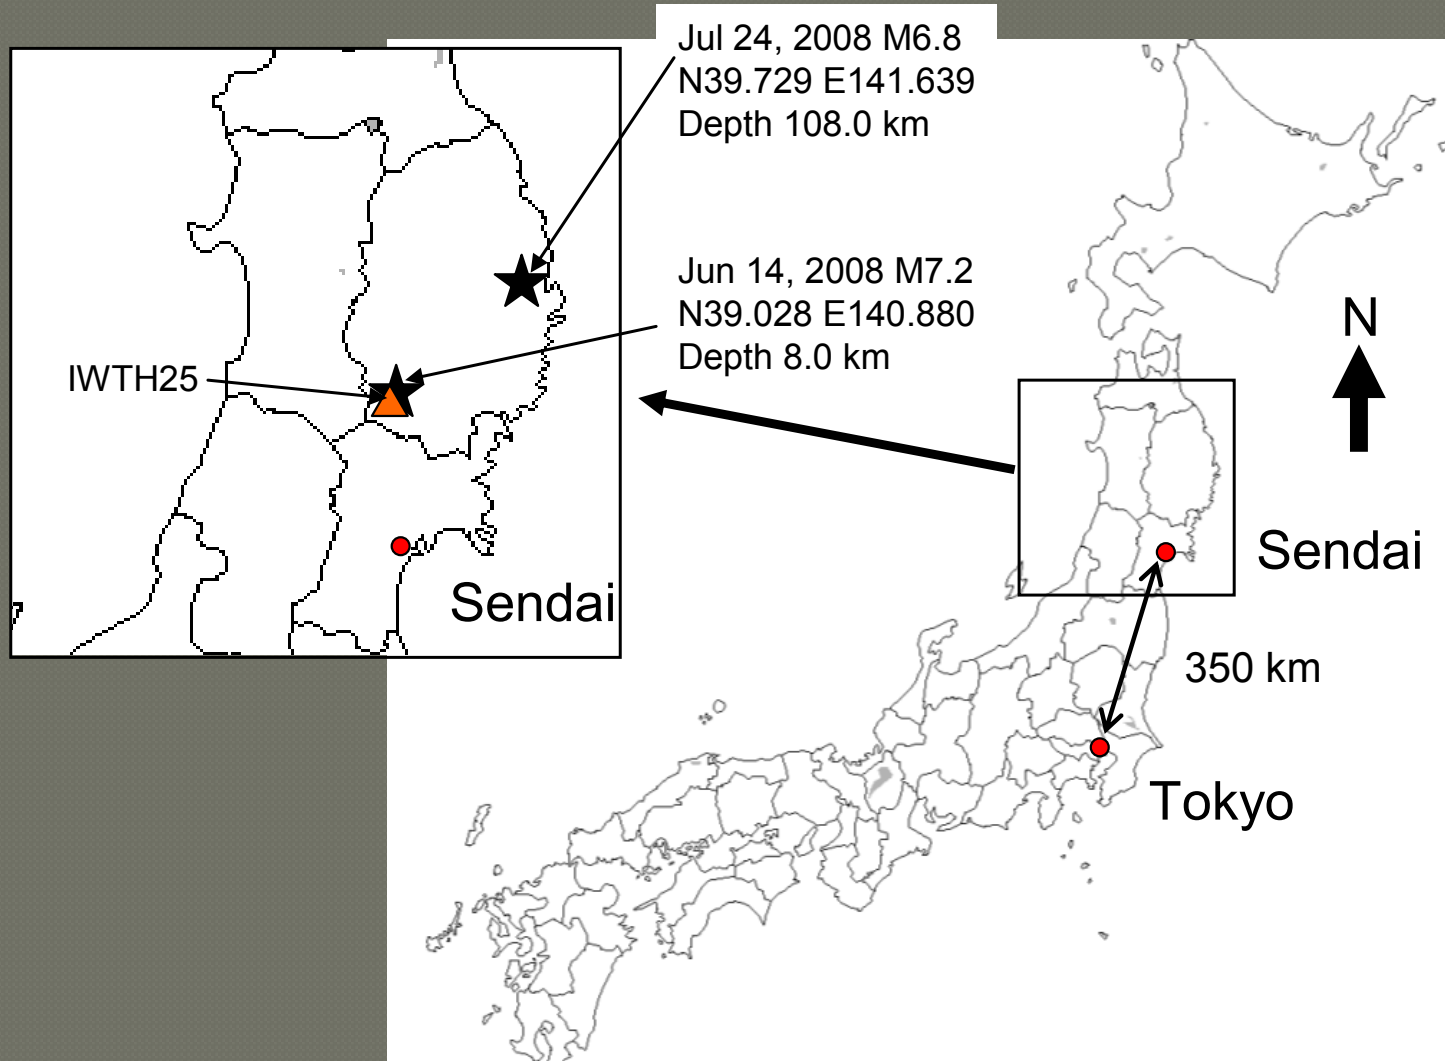 Jul 24, 2008 M6.8
N39.729 E141.639
Depth 108.0 km
Jun 14, 2008 M7.2
N39.028 E140.880
Depth 8.0 km
IWTH25
Sendai
N
Sendai
350 km
Tokyo